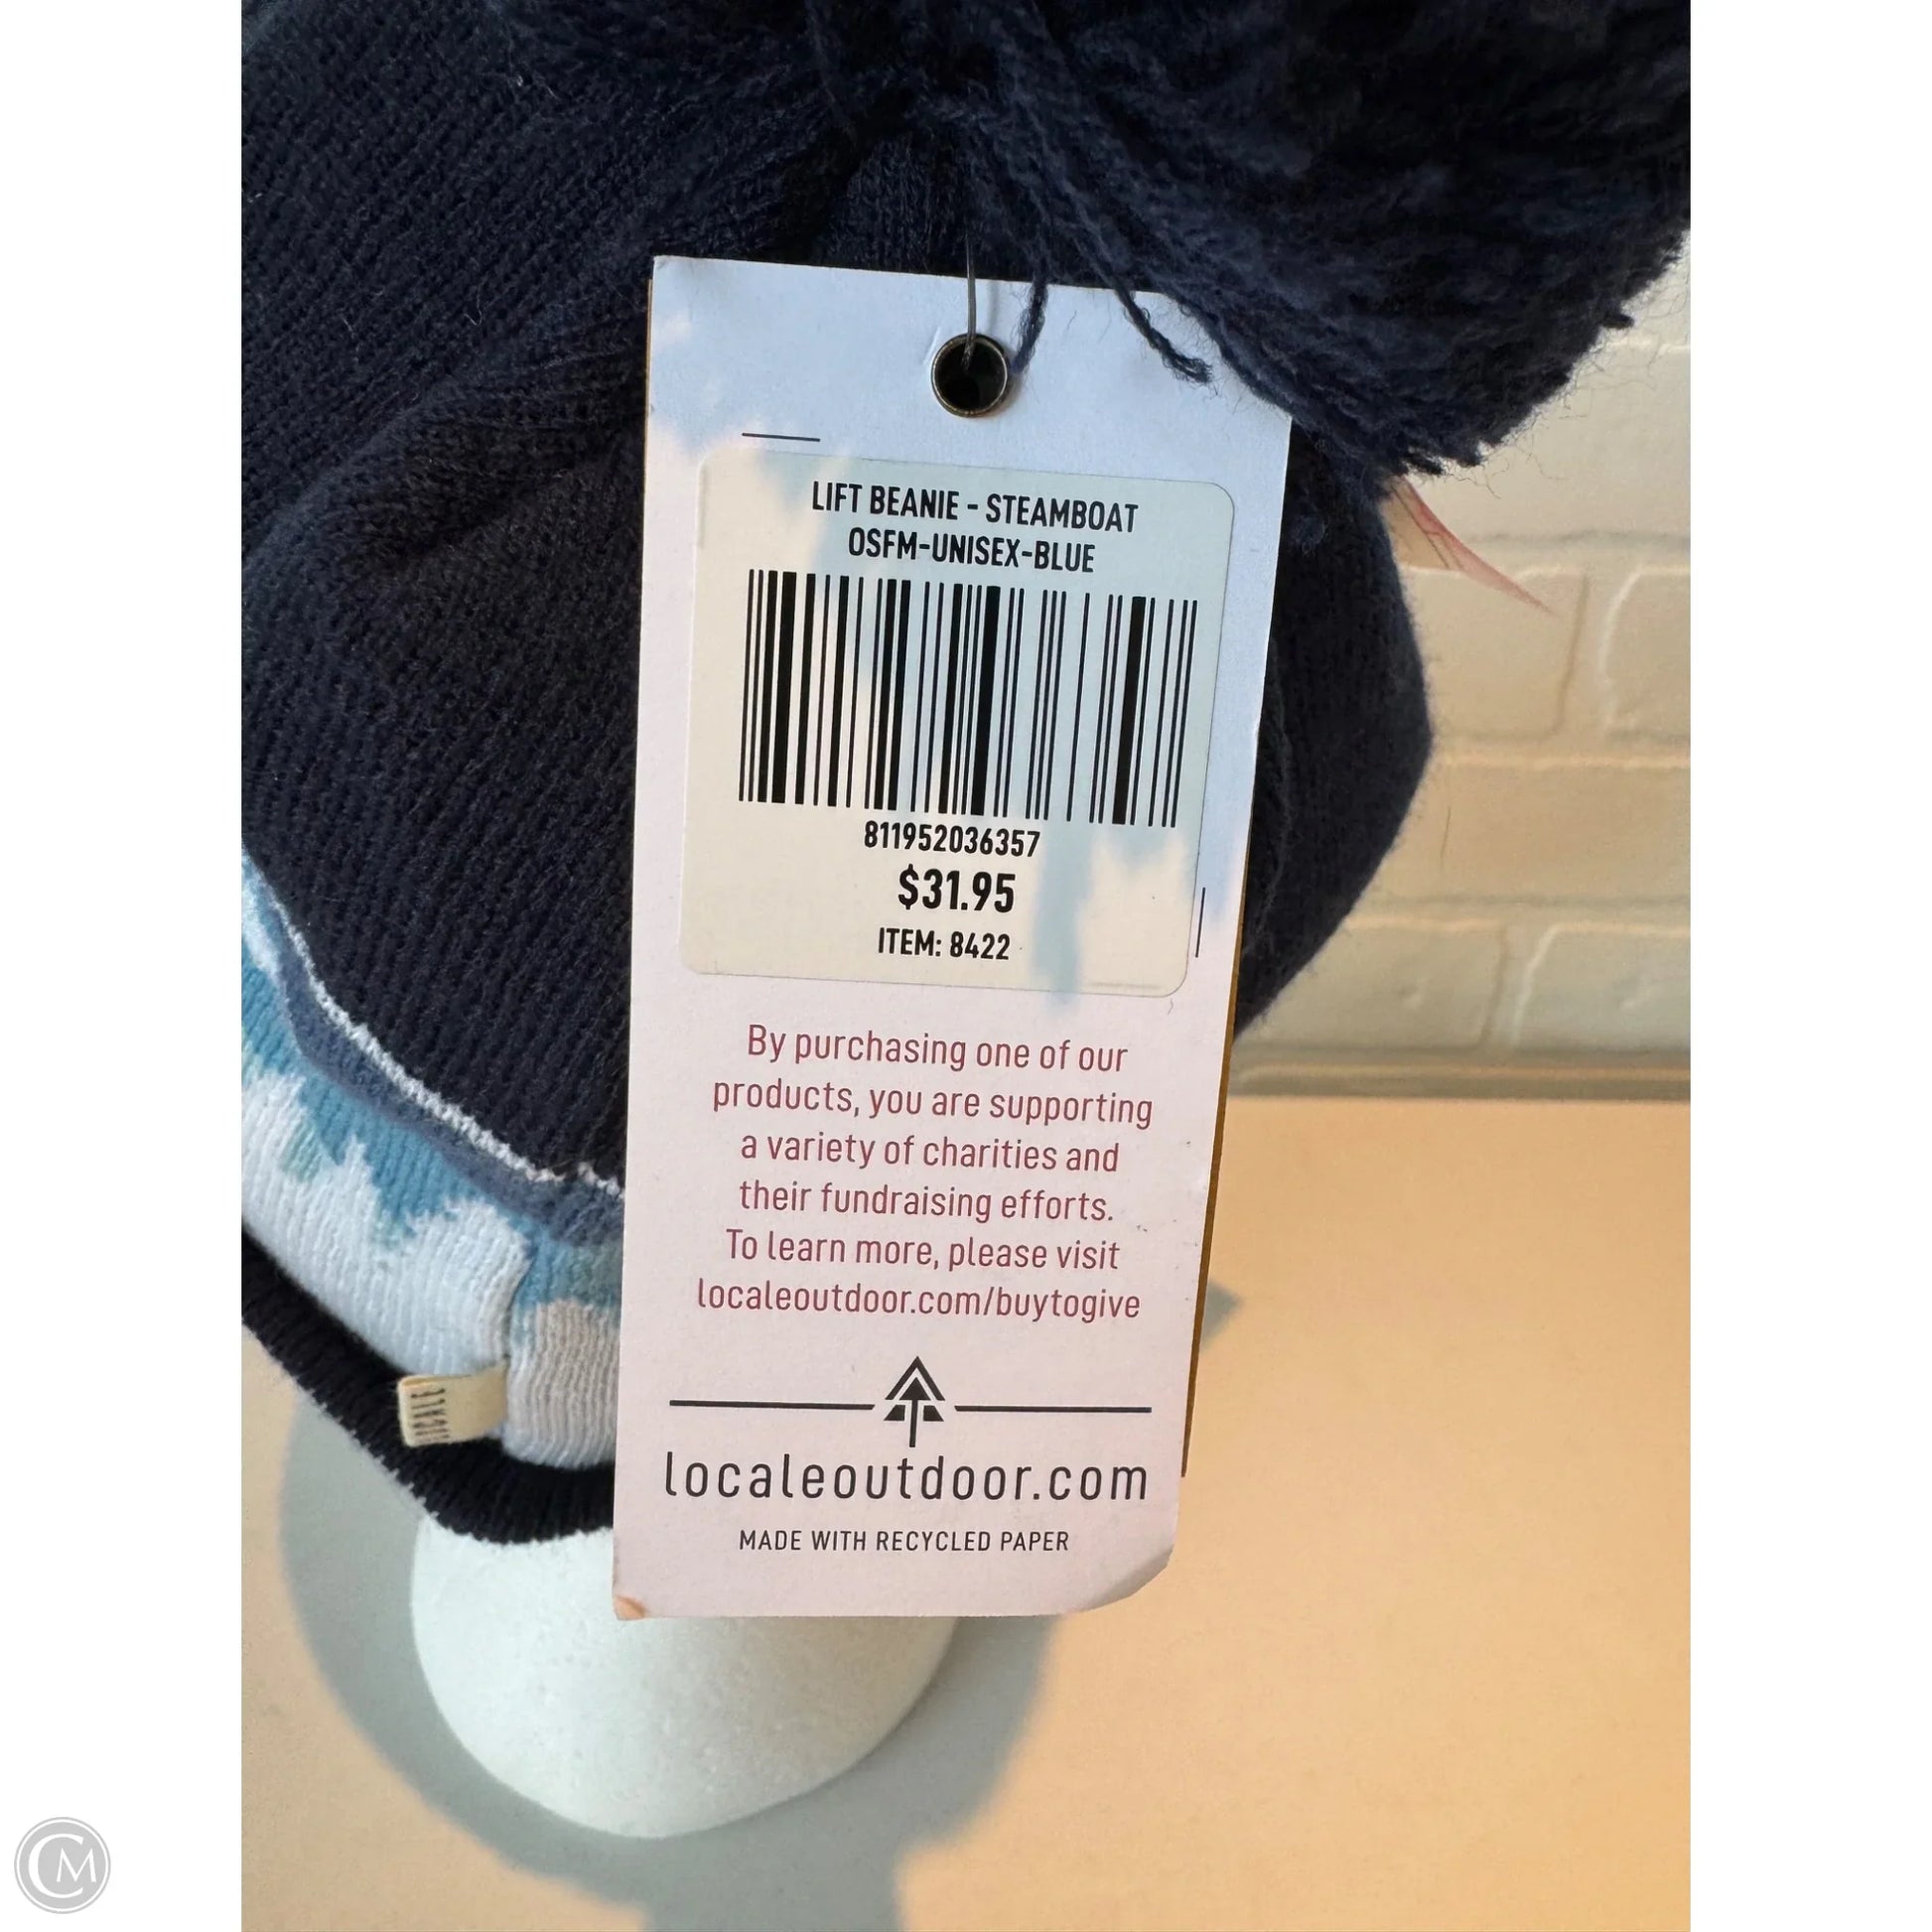 LIFT BEANIE - STEAMBOAT
OSFM-UNISEX-BLUE
811952036357
$31.95
ITEM: 8422
By purchasing one of our
products, you are supporting
a variety of charities and
their fundraising efforts.
To learn more, please visit
localeoutdoor.com/buytogive
localeoutdoor.com
MADE WITH RECYCLED PAPER
LOCALE
CM